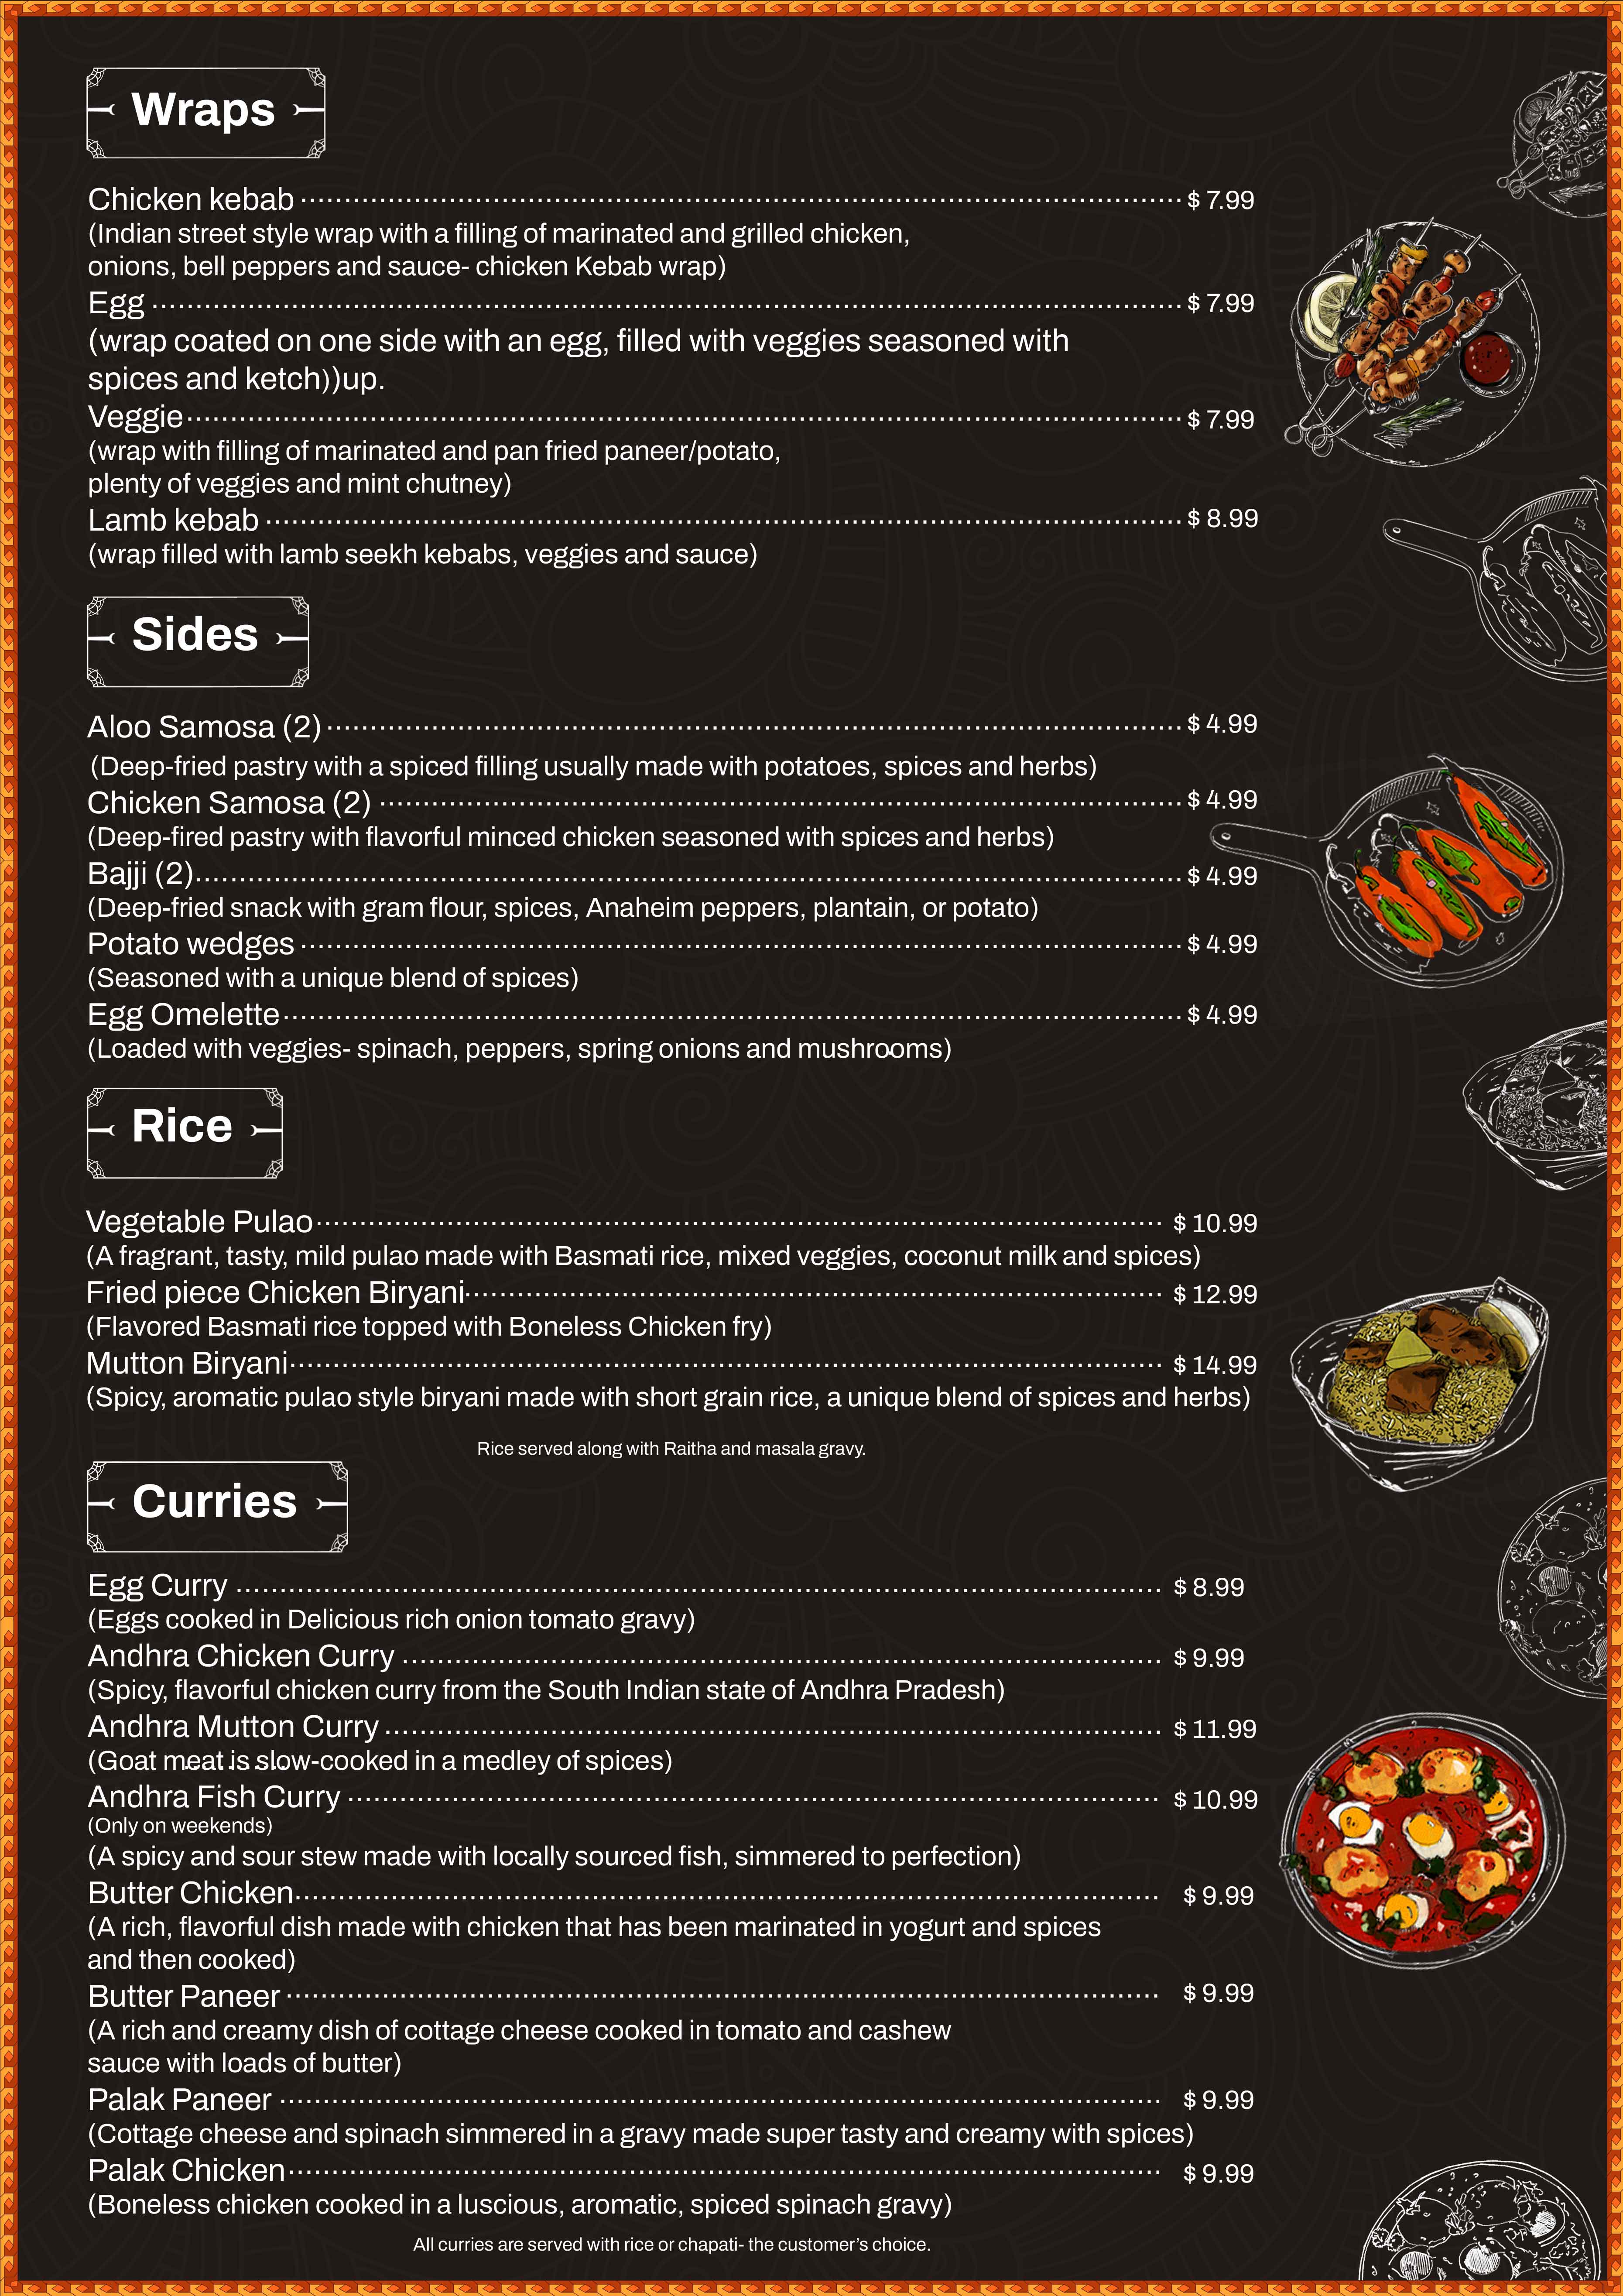 Wraps
Chicken kebab $ 7.99
(Indian street style wrap with a filling of marinated and grilled chicken,
onions, bell peppers and sauce- chicken Kebab wrap)
Egg $ 7.99
(wrap coated on one side with an egg, filled with veggies seasoned with
spices and ketch))up.
Veggie $ 7.99
(wrap with filling of marinated and pan fried paneer/potato,
plenty of veggies and mint chutney)
Lamb kebab $ 8.99
(wrap filled with lamb seekh kebabs, veggies and sauce)
Sides
Aloo Samosa (2) $ 4.99
(Deep-fried pastry with a spiced filling usually made with potatoes, spices and herbs)
Chicken Samosa (2) $ 4.99
(Deep-fired pastry with flavorful minced chicken seasoned with spices and herbs)
Bajji (2) $ 4.99
(Deep-fried snack with gram flour, spices, Anaheim peppers, plantain, or potato)
Potato wedges $ 4.99
(Seasoned with a unique blend of spices)
Egg Omelette $ 4.99
(Loaded with veggies- spinach, peppers, spring onions and mushrooms)
Rice
Vegetable Pulao $ 10.99
(A fragrant, tasty, mild pulao made with Basmati rice, mixed veggies, coconut milk and spices)
Fried piece Chicken Biryani $ 12.99
(Flavored Basmati rice topped with Boneless Chicken fry)
Mutton Biryani $ 14.99
(Spicy, aromatic pulao style biryani made with short grain rice, a unique blend of spices and herbs)
Rice served along with Raitha and masala gravy.
Curries
Egg Curry $ 8.99
(Eggs cooked in Delicious rich onion tomato gravy)
Andhra Chicken Curry $ 9.99
(Spicy, flavorful chicken curry from the South Indian state of Andhra Pradesh)
Andhra Mutton Curry $ 11.99
(Goat meat is slow-cooked in a medley of spices)
Andhra Fish Curry $ 10.99
(Only on weekends)
(A spicy and sour stew made with locally sourced fish, simmered to perfection)
Butter Chicken $ 9.99
(A rich, flavorful dish made with chicken that has been marinated in yogurt and spices
and then cooked)
Butter Paneer $ 9.99
(A rich and creamy dish of cottage cheese cooked in tomato and cashew
sauce with loads of butter)
Palak Paneer $ 9.99
(Cottage cheese and spinach simmered in a gravy made super tasty and creamy with spices)
Palak Chicken $ 9.99
(Boneless chicken cooked in a luscious, aromatic, spiced spinach gravy)
All curries are served with rice or chapati- the customer's choice.